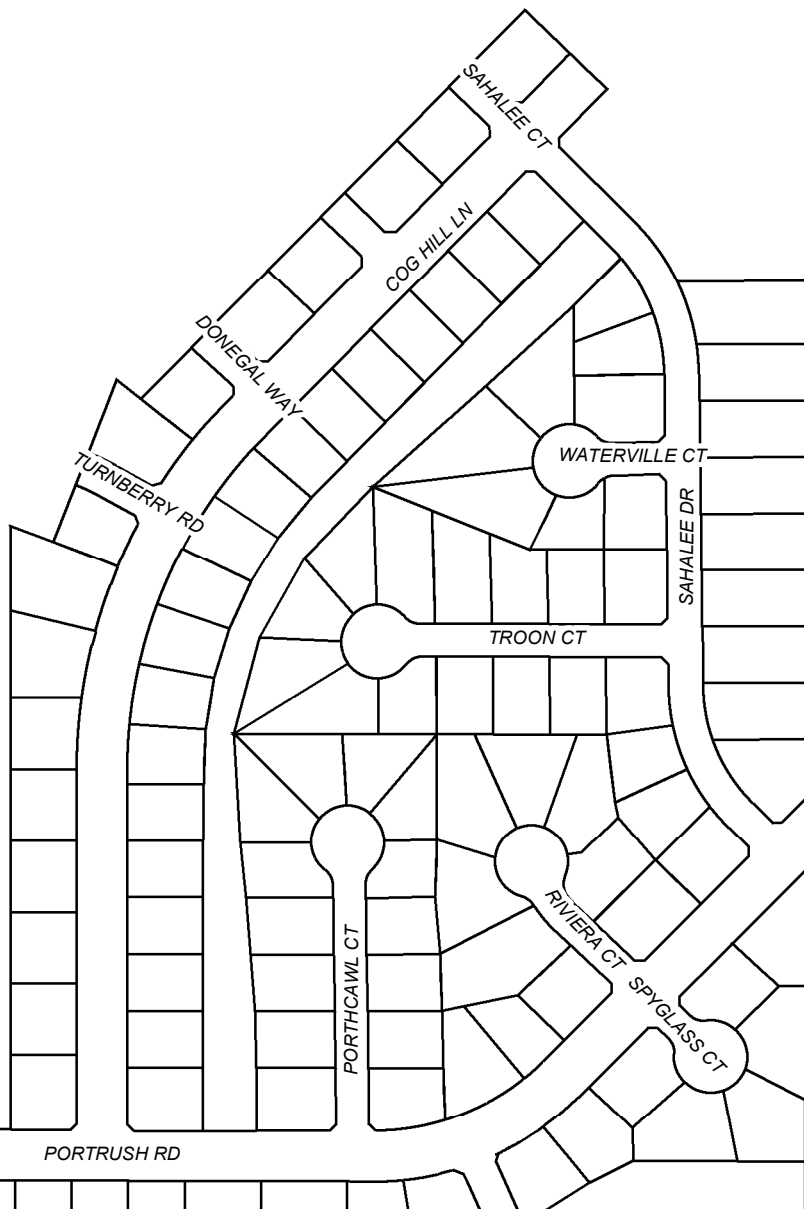 SAHALEE CT
COG HILL LN
DONEGAL WAY
TURNBERRY RD
WATERVILLE CT
SAHALEE DR
TROON CT
RIVIERA CT
PORTHCAWL CT
SPYGLASS CT
PORTRUSH RD